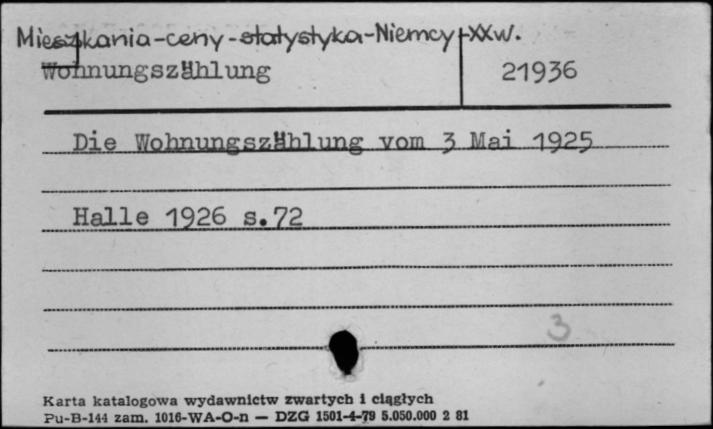 Mieszkania-ceny-statystyka-Niemcy-XXw.
Wohnungszählung 21936
Die Wohnungszählung vom 3 Mai 1925
Halle 1926 s.72
3
Karta katalogowa wydawnictw zwartych i ciągłych
Pu-B-144 zam. 1016-WA-O-n — DZG 1501-4-79 5.050.000 2 81